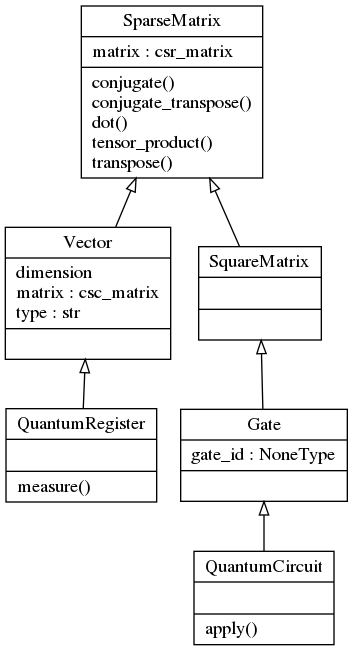 SparseMatrix
matrix : csr_matrix
conjugate()
conjugate_transpose()
dot()
tensor_product()
transpose()
Vector
dimension
matrix : csc_matrix
type : str
SquareMatrix
QuantumRegister
measure()
Gate
gate_id : NoneType
QuantumCircuit
apply()